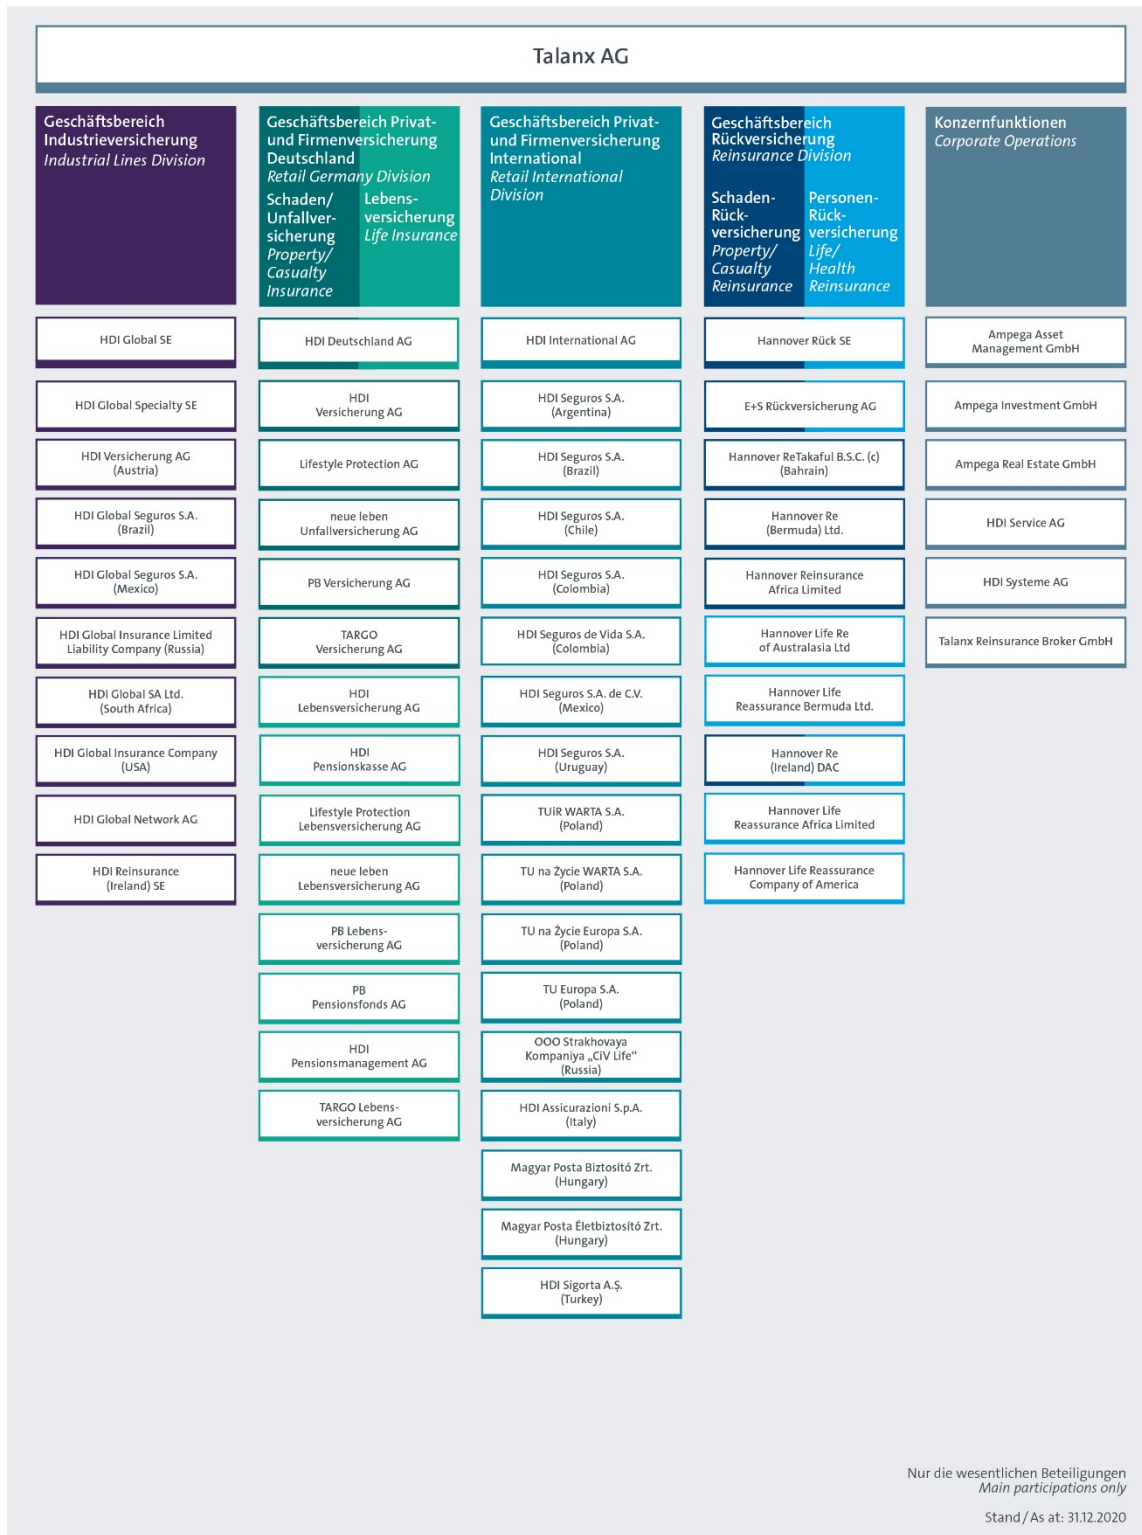 Talanx AG
Geschäftsbereich
Industrieversicherung
Industrial Lines Division
Geschäftsbereich Privat-
und Firmenversicherung
Deutschland
Retail Germany Division
Schaden/
Unfallver-
sicherung
Property/
Casualty
Insurance
Lebens-
versicherung
Life Insurance
Geschäftsbereich Privat-
und Firmenversicherung
International
Retail International
Division
Geschäftsbereich
Rückversicherung
Reinsurance Division
Schaden-
Rück-
versicherung
Property/
Casualty
Reinsurance
Personen-
Rück-
versicherung
Life/
Health
Reinsurance
Konzernfunktionen
Corporate Operations
HDI Global SE
HDI Global Specialty SE
HDI Versicherung AG
(Austria)
HDI Global Seguros S.A.
(Brazil)
HDI Global Seguros S.A.
(Mexico)
HDI Global Insurance Limited
Liability Company (Russia)
HDI Global SA Ltd.
(South Africa)
HDI Global Insurance Company
(USA)
HDI Global Network AG
HDI Reinsurance
(Ireland) SE
HDI Deutschland AG
HDI
Versicherung AG
Lifestyle Protection AG
neue leben
Unfallversicherung AG
PB Versicherung AG
TARGO
Versicherung AG
HDI
Lebensversicherung AG
HDI
Pensionskasse AG
Lifestyle Protection
Lebensversicherung AG
neue leben
Lebensversicherung AG
PB Lebens-
versicherung AG
PB
Pensionsfonds AG
HDI
Pensionsmanagement AG
TARGO Lebens-
versicherung AG
HDI International AG
HDI Seguros S.A.
(Argentina)
HDI Seguros S.A.
(Brazil)
HDI Seguros S.A.
(Chile)
HDI Seguros S.A.
(Colombia)
HDI Seguros de Vida S.A.
(Colombia)
HDI Seguros S.A. de C.V.
(Mexico)
HDI Seguros S.A.
(Uruguay)
TUiR WARTA S.A.
(Poland)
TU na Życie WARTA S.A.
(Poland)
TU na Życie Europa S.A.
(Poland)
TU Europa S.A.
(Poland)
OOO Strakhovaya
Kompaniya „CiV Life“
(Russia)
HDI Assicurazioni S.p.A.
(Italy)
Magyar Posta Biztosító Zrt.
(Hungary)
Magyar Posta Életbiztosító Zrt.
(Hungary)
HDI Sigorta A.Ş.
(Turkey)
Hannover Rück SE
E+S Rückversicherung AG
Hannover ReTakaful B.S.C. (c)
(Bahrain)
Hannover Re
(Bermuda) Ltd.
Hannover Reinsurance
Africa Limited
Hannover Life Re
of Australasia Ltd
Hannover Life
Reassurance Bermuda Ltd.
Hannover Re
(Ireland) DAC
Hannover Life
Reassurance Africa Limited
Hannover Life Reassurance
Company of America
Ampega Asset
Management GmbH
Ampega Investment GmbH
Ampega Real Estate GmbH
HDI Service AG
HDI Systeme AG
Talanx Reinsurance Broker GmbH
Nur die wesentlichen Beteiligungen
Main participations only
Stand / As at: 31.12.2020